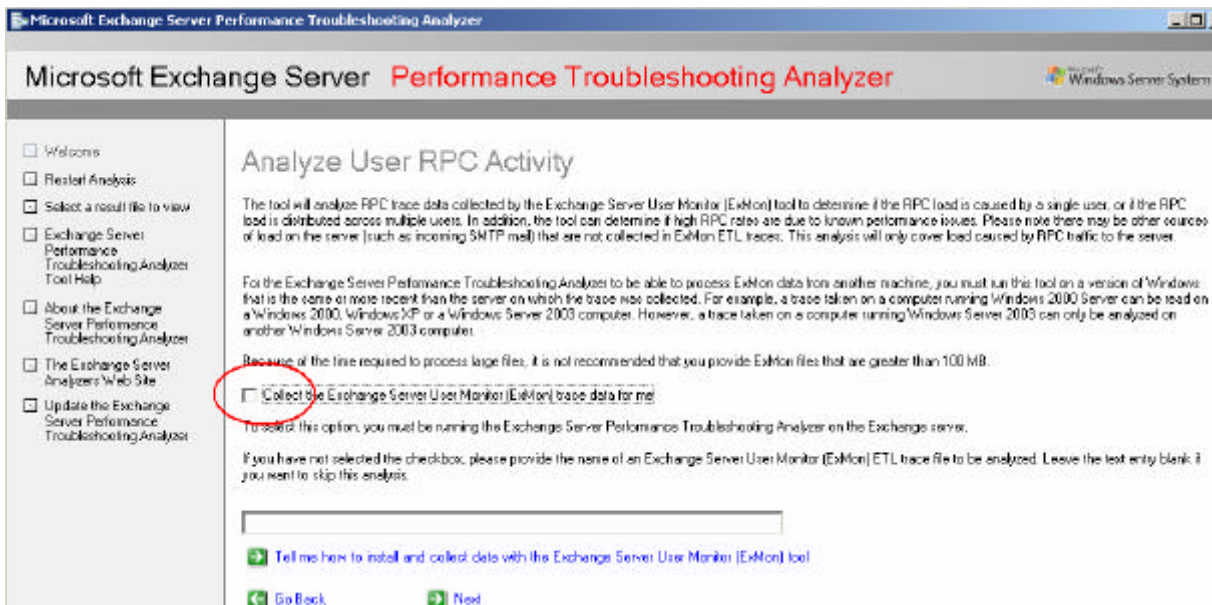 Microsoft Exchange Server Performance Troubleshooting Analyzer
Microsoft Exchange Server Performance Troubleshooting Analyzer
Microsoft
Windows Server System
Welcome
Restart Analysis
Select a result file to view
Exchange Server
Performance
Troubleshooting Analyzer
Tool Help
About the Exchange
Server Performance
Troubleshooting Analyzer
The Exchange Server
Analyzers Web Site
Update the Exchange
Server Performance
Troubleshooting Analyzer
Analyze User RPC Activity
The tool will analyze RPC trace data collected by the Exchange Server User Monitor (ExMon) tool to determine if the RPC load is caused by a single user, or if the RPC
load is distributed across multiple users. In addition, the tool can determine if high RPC rates are due to known performance issues. Please note there may be other sources
of load on the server (such as incoming SMTP mail) that are not collected in ExMon ETL traces. This analysis will only cover load caused by RPC traffic to the server.
For the Exchange Server Performance Troubleshooting Analyzer to be able to process ExMon data from another machine, you must run this tool on a version of Windows
that is the same or more recent than the server on which the trace was collected. For example, a trace taken on a computer running Windows 2000 Server can be read on
a Windows 2000, Windows XP or a Windows Server 2003 computer. However, a trace taken on a computer running Windows Server 2003 can only be analyzed on
another Windows Server 2003 computer.
Because of the time required to process large files, it is not recommended that you provide ExMon files that are greater than 100 MB.
Collect the Exchange Server User Monitor (ExMon) trace data for me
To select this option, you must be running the Exchange Server Performance Troubleshooting Analyzer on the Exchange server.
If you have not selected the checkbox, please provide the name of an Exchange Server User Monitor (ExMon) ETL trace file to be analyzed. Leave the text entry blank if
you want to skip this analysis.
Tell me how to install and collect data with the Exchange Server User Monitor (ExMon) tool
Go Back Next